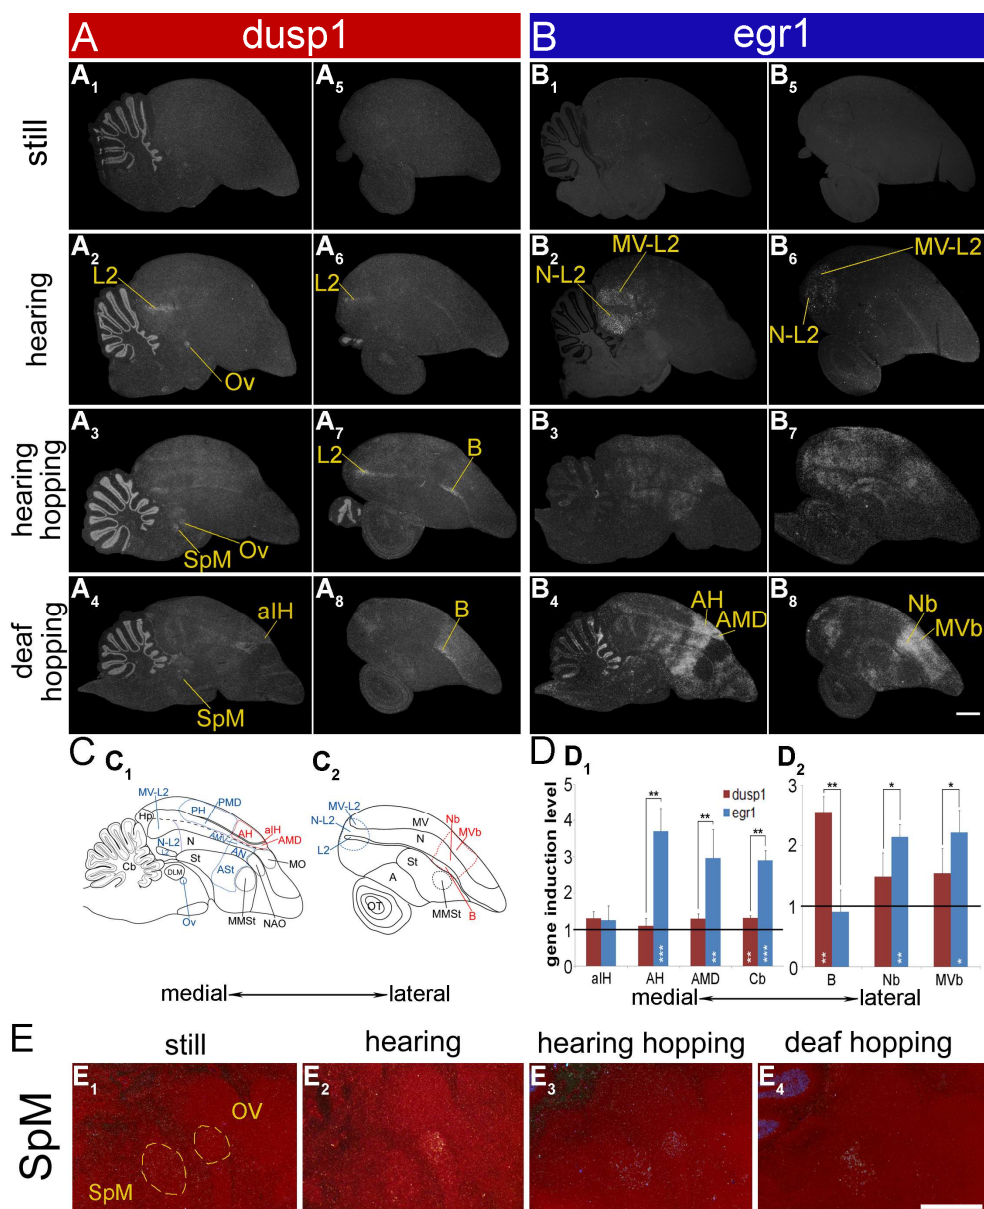 A dusp1
B egr1
still
A1
A5
B1
B5
hearing
A2
L2
Ov
A6
L2
B2
MV-L2
N-L2
B6
MV-L2
N-L2
hearing
hopping
A3
SpM
Ov
A7
L2
B
B3
B7
deaf
hopping
A4
aIH
SpM
A8
B
B4
AH
AMD
B8
Nb
MVb
C
C1
MV-L2
PMD
PH
Hp
AH
aIH
AMD
N-L2
L2
N
AN
MO
St
Cb
DLM
ASt
MMSt
NAO
Ov
C2
MV-L2
N-L2
L2
MV
N
Nb
MVb
St
A
OT
MMSt
B
medial lateral
D
D1
gene induction level
5
4
3
2
1
0
dusp1
egr1
**
**
**
***
**
**
***
aIH AH AMD Cb
D2
3
2
1
0
**
*
*
**
**
*
B Nb MVb
medial lateral
E
still hearing hearing hopping deaf hopping
SpM
E1
OV
SpM
E2
E3
E4